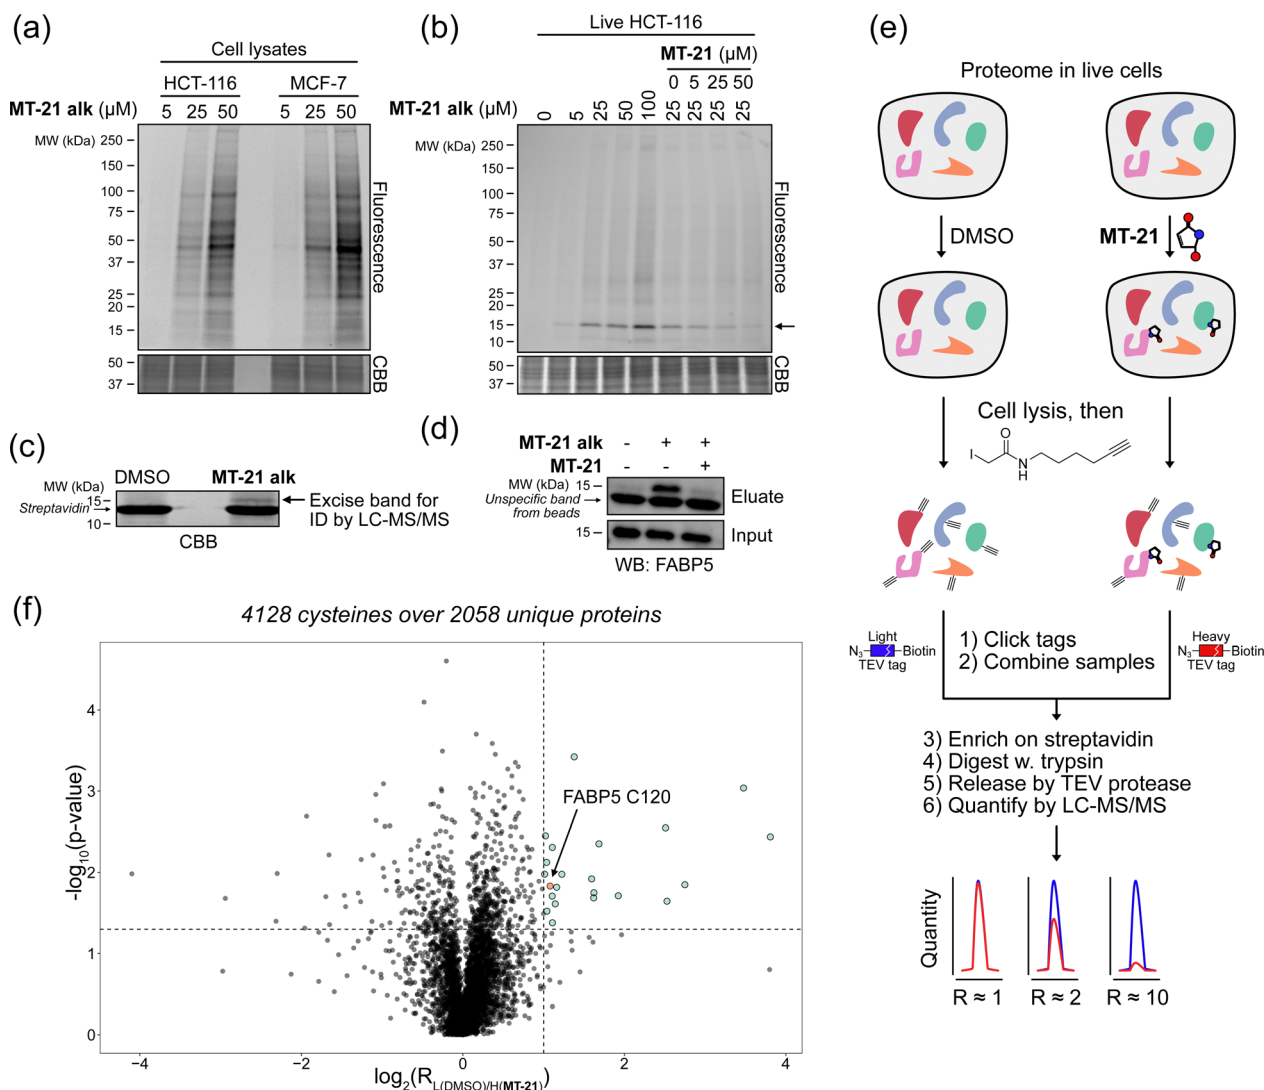 (a)
Cell lysates
HCT-116 MCF-7
MT-21 alk (µM) 5 25 50 5 25 50
MW (kDa)
250
150
100
75
50
37
25
20
15
Fluorescence
50
37
CBB
(b)
Live HCT-116
MT-21 (µM)
0 5 25 50
MT-21 alk (µM) 0 5 25 50 100 25 25 25 25
MW (kDa)
250
150
100
75
50
37
25
20
15
10
Fluorescence
50
37
CBB
(c)
DMSO MT-21 alk
MW (kDa)
15
Streptavidin
10
Excise band for
ID by LC-MS/MS
CBB
(d)
MT-21 alk - + +
MT-21 - - +
MW (kDa) 15
Unspecific band
from beads
Eluate
15
Input
WB: FABP5
(e)
Proteome in live cells
DMSO
MT-21
Cell lysis, then
I
O
N
H
Light
N3 Biotin
TEV tag
1) Click tags
2) Combine samples
Heavy
N3 Biotin
TEV tag
3) Enrich on streptavidin
4) Digest w. trypsin
5) Release by TEV protease
6) Quantify by LC-MS/MS
Quantity
R ≈ 1 R ≈ 2 R ≈ 10
(f)
4128 cysteines over 2058 unique proteins
FABP5 C120
-log10(p-value)
4
3
2
1
0
−4 −2 0 2 4
log2(RL(DMSO)/H(MT-21))